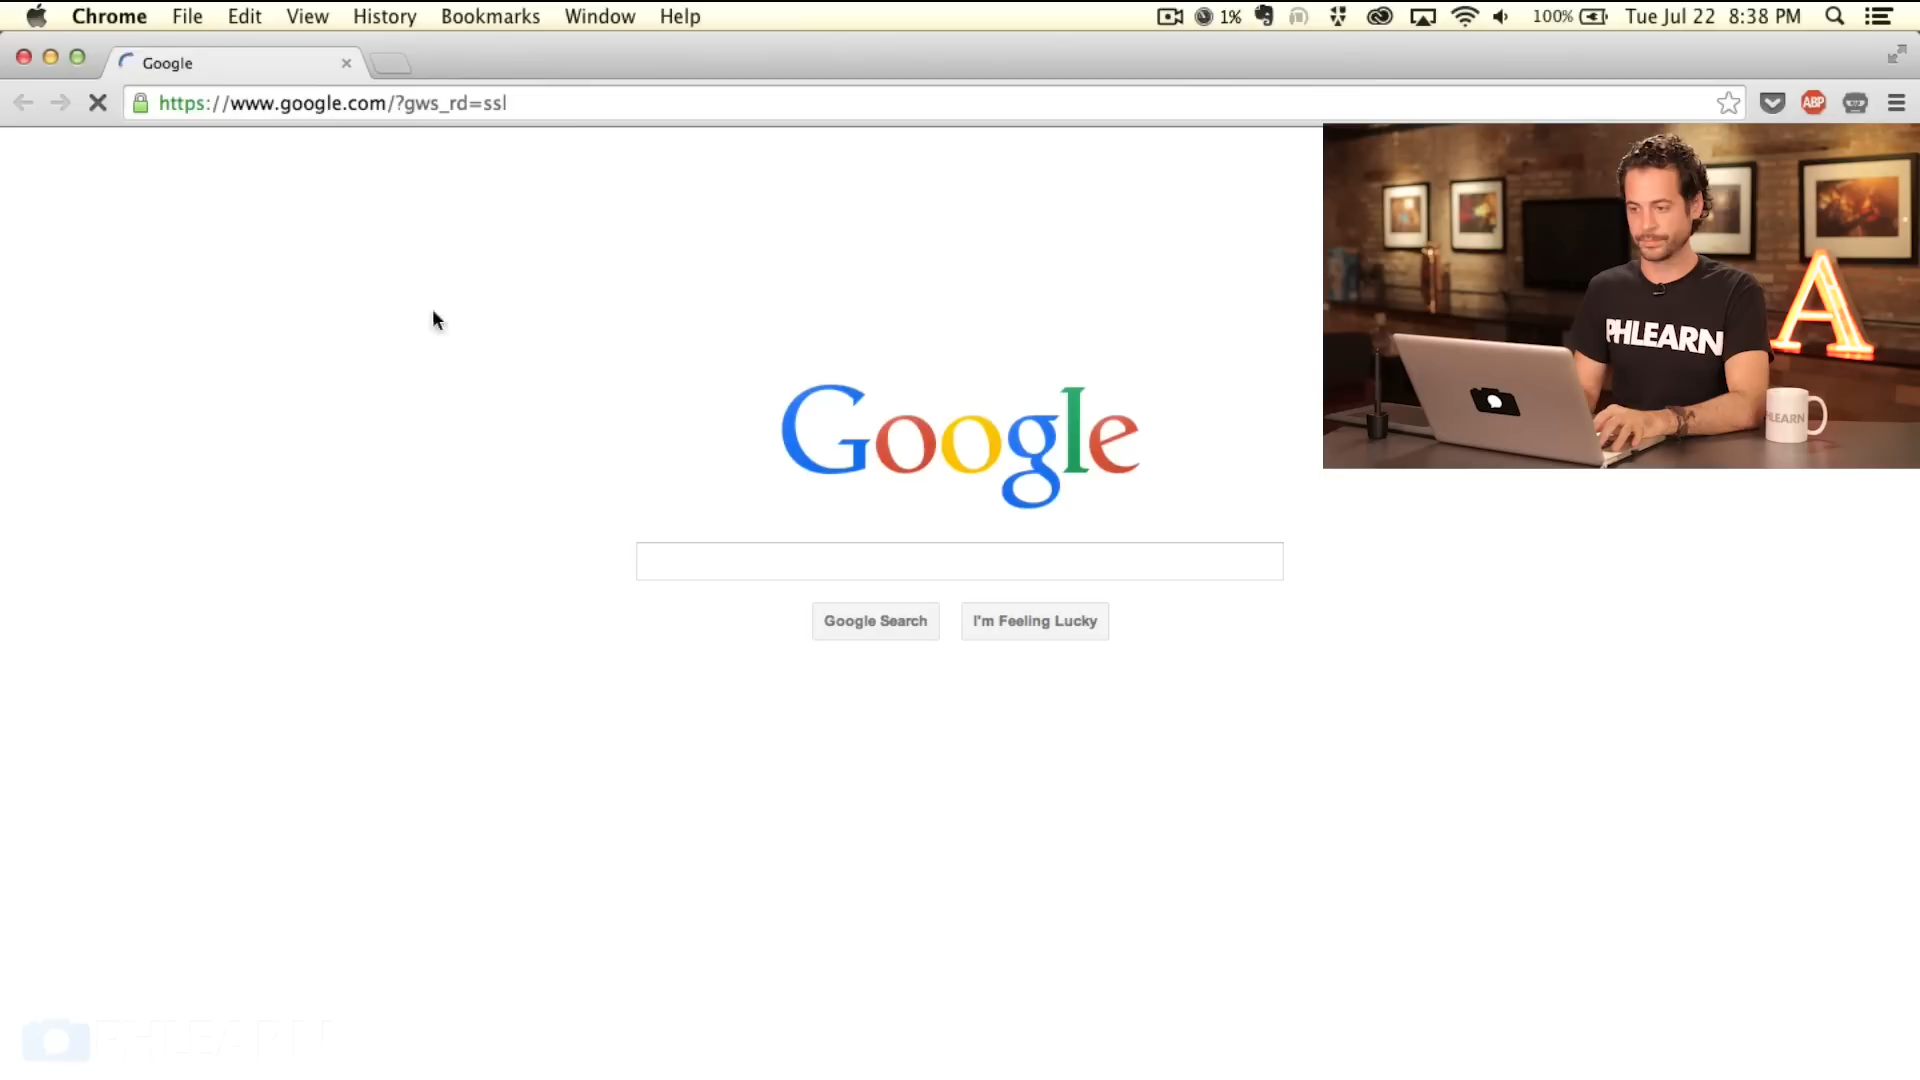 Chrome File Edit View History Bookmarks Window Help 1% 100% Tue Jul 22 8:38 PM
Google
https://www.google.com/?gws_rd=ssl ABP
PHLEARN
A
Google
Google Search I'm Feeling Lucky